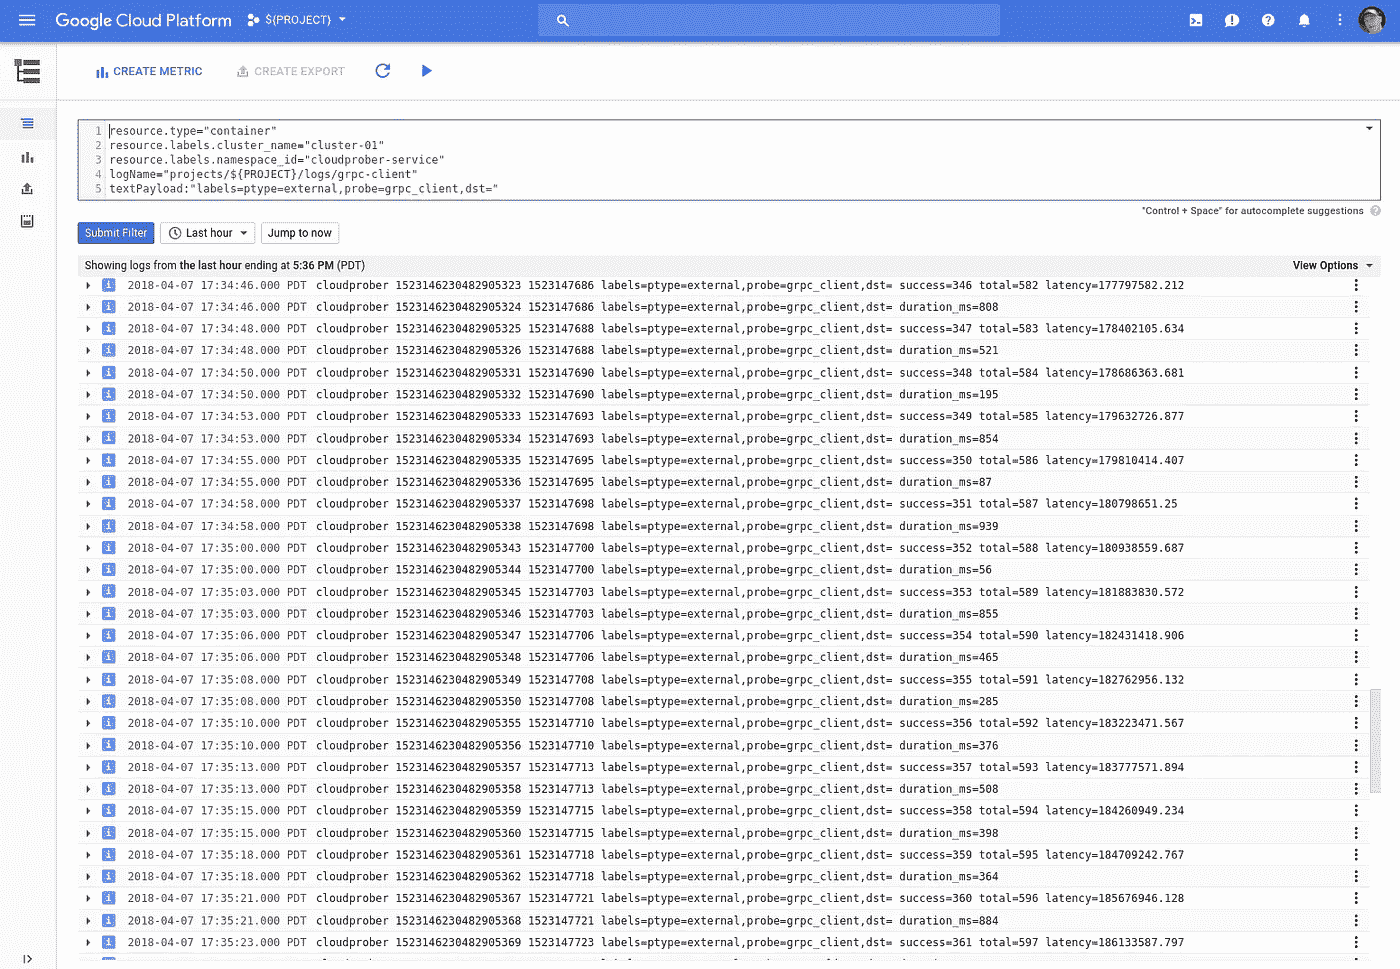 Google Cloud Platform ${PROJECT}
CREATE METRIC CREATE EXPORT
1 resource.type="container"
2 resource.labels.cluster_name="cluster-01"
3 resource.labels.namespace_id="cloudprober-service"
4 logName="projects/${PROJECT}/logs/grpc-client"
5 textPayload:"labels=ptype=external,probe=grpc_client,dst="
"Control + Space" for autocomplete suggestions
Submit Filter Last hour Jump to now
Showing logs from the last hour ending at 5:36 PM (PDT) View Options
2018-04-07 17:34:46.000 PDT cloudprober 1523146230482905323 1523147686 labels=ptype=external,probe=grpc_client,dst= success=346 total=582 latency=177797582.212
2018-04-07 17:34:46.000 PDT cloudprober 1523146230482905324 1523147686 labels=ptype=external,probe=grpc_client,dst= duration_ms=808
2018-04-07 17:34:48.000 PDT cloudprober 1523146230482905325 1523147688 labels=ptype=external,probe=grpc_client,dst= success=347 total=583 latency=178402105.634
2018-04-07 17:34:48.000 PDT cloudprober 1523146230482905326 1523147688 labels=ptype=external,probe=grpc_client,dst= duration_ms=521
2018-04-07 17:34:50.000 PDT cloudprober 1523146230482905331 1523147690 labels=ptype=external,probe=grpc_client,dst= success=348 total=584 latency=178686363.681
2018-04-07 17:34:50.000 PDT cloudprober 1523146230482905332 1523147690 labels=ptype=external,probe=grpc_client,dst= duration_ms=195
2018-04-07 17:34:53.000 PDT cloudprober 1523146230482905333 1523147693 labels=ptype=external,probe=grpc_client,dst= success=349 total=585 latency=179632726.877
2018-04-07 17:34:53.000 PDT cloudprober 1523146230482905334 1523147693 labels=ptype=external,probe=grpc_client,dst= duration_ms=854
2018-04-07 17:34:55.000 PDT cloudprober 1523146230482905335 1523147695 labels=ptype=external,probe=grpc_client,dst= success=350 total=586 latency=179810414.407
2018-04-07 17:34:55.000 PDT cloudprober 1523146230482905336 1523147695 labels=ptype=external,probe=grpc_client,dst= duration_ms=87
2018-04-07 17:34:58.000 PDT cloudprober 1523146230482905337 1523147698 labels=ptype=external,probe=grpc_client,dst= success=351 total=587 latency=180798651.25
2018-04-07 17:34:58.000 PDT cloudprober 1523146230482905338 1523147698 labels=ptype=external,probe=grpc_client,dst= duration_ms=939
2018-04-07 17:35:00.000 PDT cloudprober 1523146230482905343 1523147700 labels=ptype=external,probe=grpc_client,dst= success=352 total=588 latency=180938559.687
2018-04-07 17:35:00.000 PDT cloudprober 1523146230482905344 1523147700 labels=ptype=external,probe=grpc_client,dst= duration_ms=56
2018-04-07 17:35:03.000 PDT cloudprober 1523146230482905345 1523147703 labels=ptype=external,probe=grpc_client,dst= success=353 total=589 latency=181883830.572
2018-04-07 17:35:03.000 PDT cloudprober 1523146230482905346 1523147703 labels=ptype=external,probe=grpc_client,dst= duration_ms=855
2018-04-07 17:35:06.000 PDT cloudprober 1523146230482905347 1523147706 labels=ptype=external,probe=grpc_client,dst= success=354 total=590 latency=182431418.906
2018-04-07 17:35:06.000 PDT cloudprober 1523146230482905348 1523147706 labels=ptype=external,probe=grpc_client,dst= duration_ms=465
2018-04-07 17:35:08.000 PDT cloudprober 1523146230482905349 1523147708 labels=ptype=external,probe=grpc_client,dst= success=355 total=591 latency=182762956.132
2018-04-07 17:35:08.000 PDT cloudprober 1523146230482905350 1523147708 labels=ptype=external,probe=grpc_client,dst= duration_ms=285
2018-04-07 17:35:10.000 PDT cloudprober 1523146230482905355 1523147710 labels=ptype=external,probe=grpc_client,dst= success=356 total=592 latency=183223471.567
2018-04-07 17:35:10.000 PDT cloudprober 1523146230482905356 1523147710 labels=ptype=external,probe=grpc_client,dst= duration_ms=376
2018-04-07 17:35:13.000 PDT cloudprober 1523146230482905357 1523147713 labels=ptype=external,probe=grpc_client,dst= success=357 total=593 latency=183777571.894
2018-04-07 17:35:13.000 PDT cloudprober 1523146230482905358 1523147713 labels=ptype=external,probe=grpc_client,dst= duration_ms=508
2018-04-07 17:35:15.000 PDT cloudprober 1523146230482905359 1523147715 labels=ptype=external,probe=grpc_client,dst= success=358 total=594 latency=184260949.234
2018-04-07 17:35:15.000 PDT cloudprober 1523146230482905360 1523147715 labels=ptype=external,probe=grpc_client,dst= duration_ms=398
2018-04-07 17:35:18.000 PDT cloudprober 1523146230482905361 1523147718 labels=ptype=external,probe=grpc_client,dst= success=359 total=595 latency=184709242.767
2018-04-07 17:35:18.000 PDT cloudprober 1523146230482905362 1523147718 labels=ptype=external,probe=grpc_client,dst= duration_ms=364
2018-04-07 17:35:21.000 PDT cloudprober 1523146230482905367 1523147721 labels=ptype=external,probe=grpc_client,dst= success=360 total=596 latency=185676946.128
2018-04-07 17:35:21.000 PDT cloudprober 1523146230482905368 1523147721 labels=ptype=external,probe=grpc_client,dst= duration_ms=884
2018-04-07 17:35:23.000 PDT cloudprober 1523146230482905369 1523147723 labels=ptype=external,probe=grpc_client,dst= success=361 total=597 latency=186133587.797